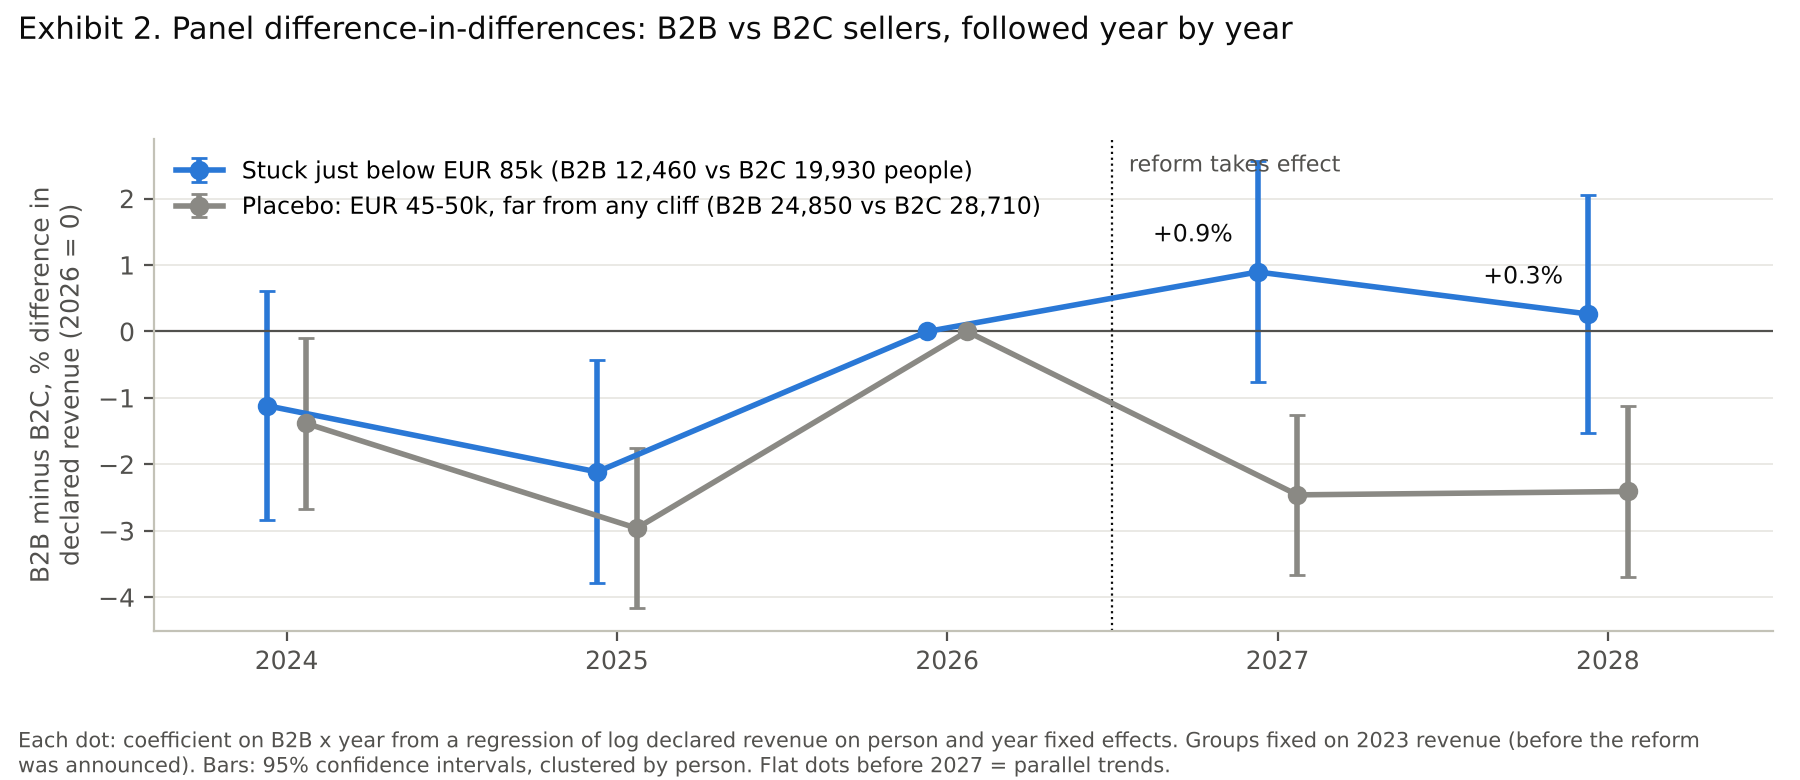 Exhibit 2. Panel difference-in-differences: B2B vs B2C sellers, followed year by year
Stuck just below EUR 85k (B2B 12,460 vs B2C 19,930 people)
Placebo: EUR 45-50k, far from any cliff (B2B 24,850 vs B2C 28,710)
reform takes effect
+0.9%
+0.3%
B2B minus B2C, % difference in
declared revenue (2026 = 0)
2
1
0
−1
−2
−3
−4
2024
2025
2026
2027
2028
Each dot: coefficient on B2B x year from a regression of log declared revenue on person and year fixed effects. Groups fixed on 2023 revenue (before the reform
was announced). Bars: 95% confidence intervals, clustered by person. Flat dots before 2027 = parallel trends.